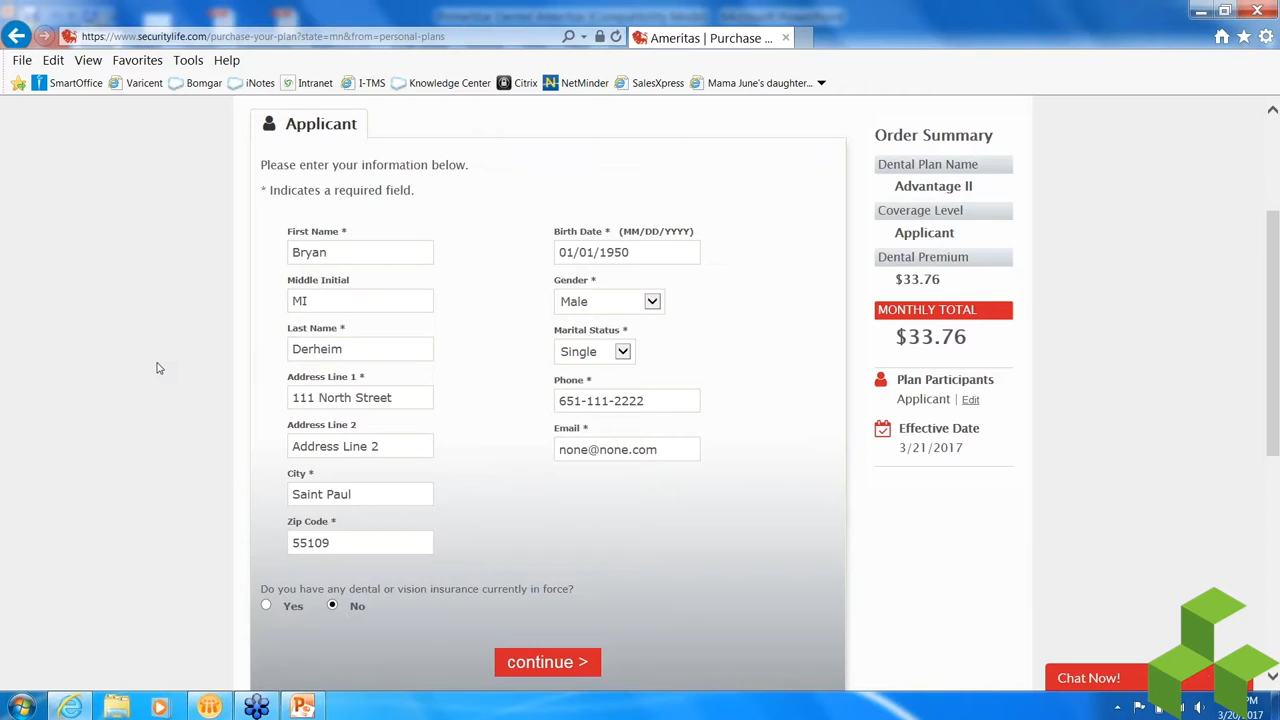 https://www.securitylife.com/purchase-your-plan?state=mn&from=personal-plans
Ameritas | Purchase ...
File Edit View Favorites Tools Help
SmartOffice Varicent Bomgar iNotes Intranet I-TMS Knowledge Center Citrix NetMinder SalesXpress Mama June's daughter...
Applicant
Please enter your information below.
* Indicates a required field.
First Name *
Bryan
Middle Initial
MI
Last Name *
Derheim
Address Line 1 *
111 North Street
Address Line 2
Address Line 2
City *
Saint Paul
Zip Code *
55109
Birth Date * (MM/DD/YYYY)
01/01/1950
Gender *
Male
Marital Status *
Single
Phone *
651-111-2222
Email *
none@none.com
Do you have any dental or vision insurance currently in force?
Yes No
continue >
Order Summary
Dental Plan Name
Advantage II
Coverage Level
Applicant
Dental Premium
$33.76
MONTHLY TOTAL
$33.76
Plan Participants
Applicant | Edit
Effective Date
3/21/2017
Chat Now!
PM
3/20/2017